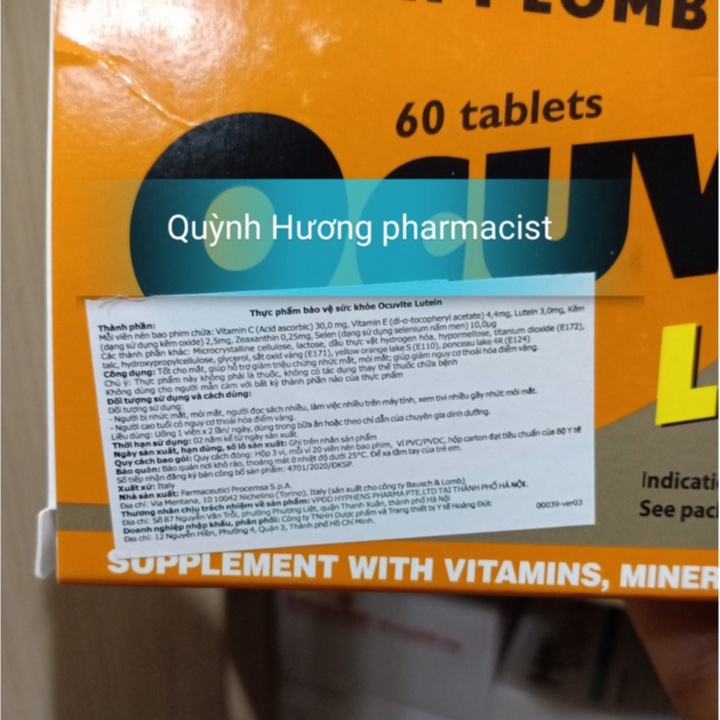 LOMB
60 tablets
Ocuv
Quỳnh Hương pharmacist
Thực phẩm bảo vệ sức khỏe Ocuvite Lutein
Thành phần:
Mỗi viên nén bao phim chứa: Vitamin C (Acid ascorbic) 30,0 mg, Vitamin E (dl-α-tocopheryl acetate) 4,4mg, Lutein 3,0mg, Kẽm
(dạng sử dụng kẽm oxide) 2,5mg, Zeaxanthin 0,25mg, Selen (dạng sử dụng selenium nấm men) 10,0µg
Các thành phần khác: Microcrystalline cellulose, lactose, dầu thực vật hydrogen hóa, hypormellose, titanium dioxide (E172),
talc, hydroxypropylcellulose, glycerol, sắt oxid vàng (E171), yellow orange lake S (E110), ponceau lake 4R (E124)
Công dụng: Tốt cho mắt, giúp hỗ trợ giảm triệu chứng nhức mắt, mỏi mắt; giúp giảm nguy cơ thoái hóa điểm vàng.
Chú ý: Thực phẩm này không phải là thuốc, không có tác dụng thay thế thuốc chữa bệnh
Không dùng cho người mẫn cảm với bất kỳ thành phần nào của thực phẩm
Đối tượng sử dụng và cách dùng:
Đối tượng sử dụng:
- Người bị nhức mắt, mỏi mắt, người đọc sách nhiều, làm việc nhiều trên máy tính, xem tivi nhiều gây nhức mỏi mắt.
- Người cao tuổi có nguy cơ thoái hóa điểm vàng.
Liều dùng: Uống 1 viên x 2 lần/ ngày, dùng trong bữa ăn hoặc theo chỉ dẫn của chuyên gia dinh dưỡng.
Thời hạn sử dụng: 02 năm kể từ ngày sản xuất.
Ngày sản xuất, hạn dùng, số lô sản xuất: Ghi trên nhãn sản phẩm
Quy cách bao gói: Quy cách đóng: Hộp 3 vỉ, mỗi vỉ 20 viên nén bao phim, Vỉ PVC/PVDC, hộp carton đạt tiêu chuẩn của Bộ Y tế
Bảo quản: Bảo quản nơi khô ráo, thoáng mát ở nhiệt độ dưới 25°C. Để xa tầm tay của trẻ em.
Số tiếp nhận đăng ký bản công bố sản phẩm: 4701/2020/ĐKSP.
Xuất xứ: Italy
Nhà sản xuất: Farmaceutici Procemsa S.p.A.
Địa chỉ: Via Mentana, 10 10042 Nichelino (Torino), Italy (sản xuất cho công ty Bausch & Lomb)
Thương nhân chịu trách nhiệm về sản phẩm: VPDD HYPHENS PHARMA PTE.LTD TẠI THÀNH PHỐ HÀ NỘI.
Địa chỉ: Số 87 Nguyễn Văn Trỗi, phường Phương Liệt, quận Thanh Xuân, thành phố Hà Nội
Doanh nghiệp nhập khẩu, phân phối: Công ty TNHH Dược phẩm và Trang thiết bị Y tế Hoàng Đức
00039-ver03
Địa chỉ: 12 Nguyễn Hiền, Phường 4, Quận 3, Thành phố Hồ Chí Minh.
L
Indicati
See pac
SUPPLEMENT WITH VITAMINS, MINER